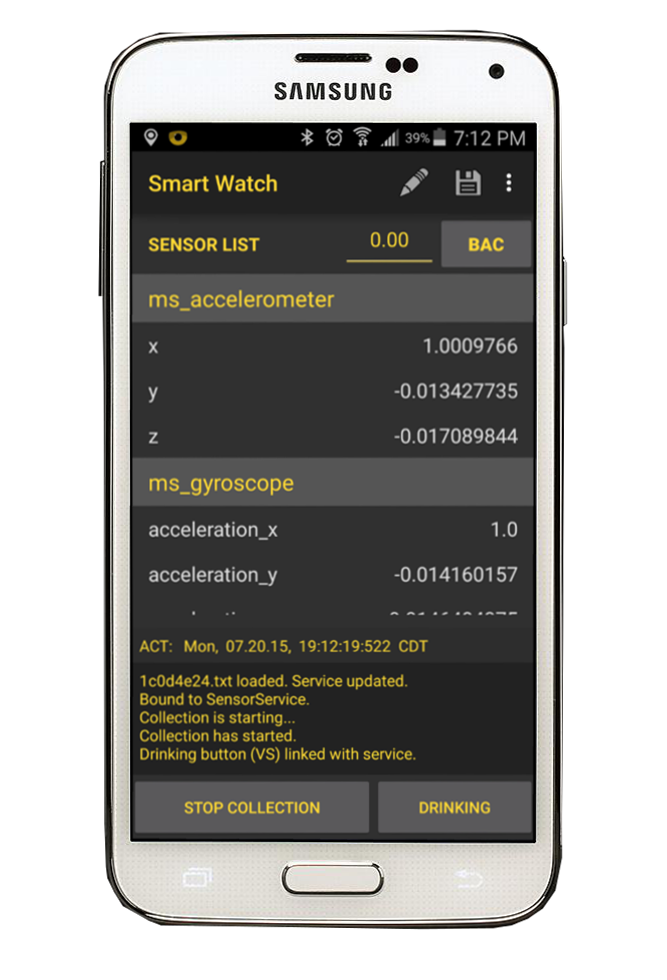 SAMSUNG
39% 7:12 PM
Smart Watch
SENSOR LIST 0.00 BAC
ms_accelerometer
x 1.0009766
y -0.013427735
z -0.017089844
ms_gyroscope
acceleration_x 1.0
acceleration_y -0.014160157
ACT: Mon, 07.20.15, 19:12:19:522 CDT
1c0d4e24.txt loaded. Service updated.
Bound to SensorService.
Collection is starting...
Collection has started.
Drinking button (VS) linked with service.
STOP COLLECTION DRINKING